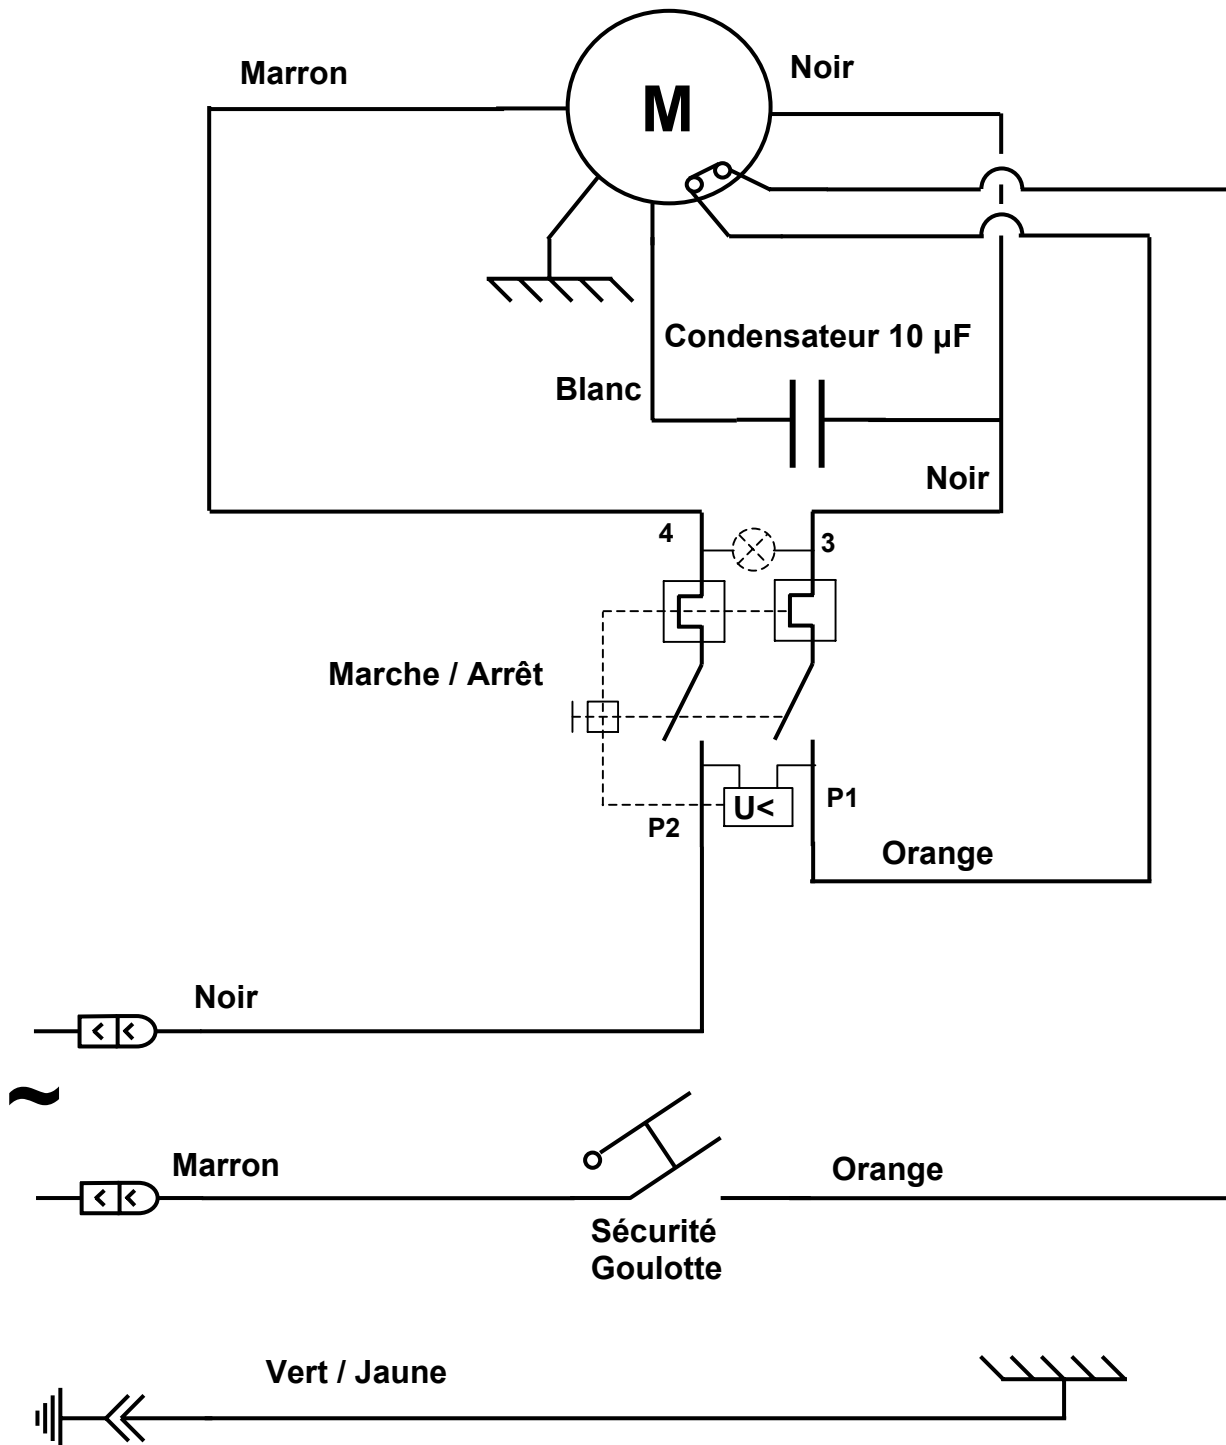 Marron
Noir
M
Condensateur 10 µF
Blanc
Noir
4
3
Marche / Arrêt
U<
P1
P2
Orange
Noir
~
Marron
Orange
Sécurité
Goulotte
Vert / Jaune